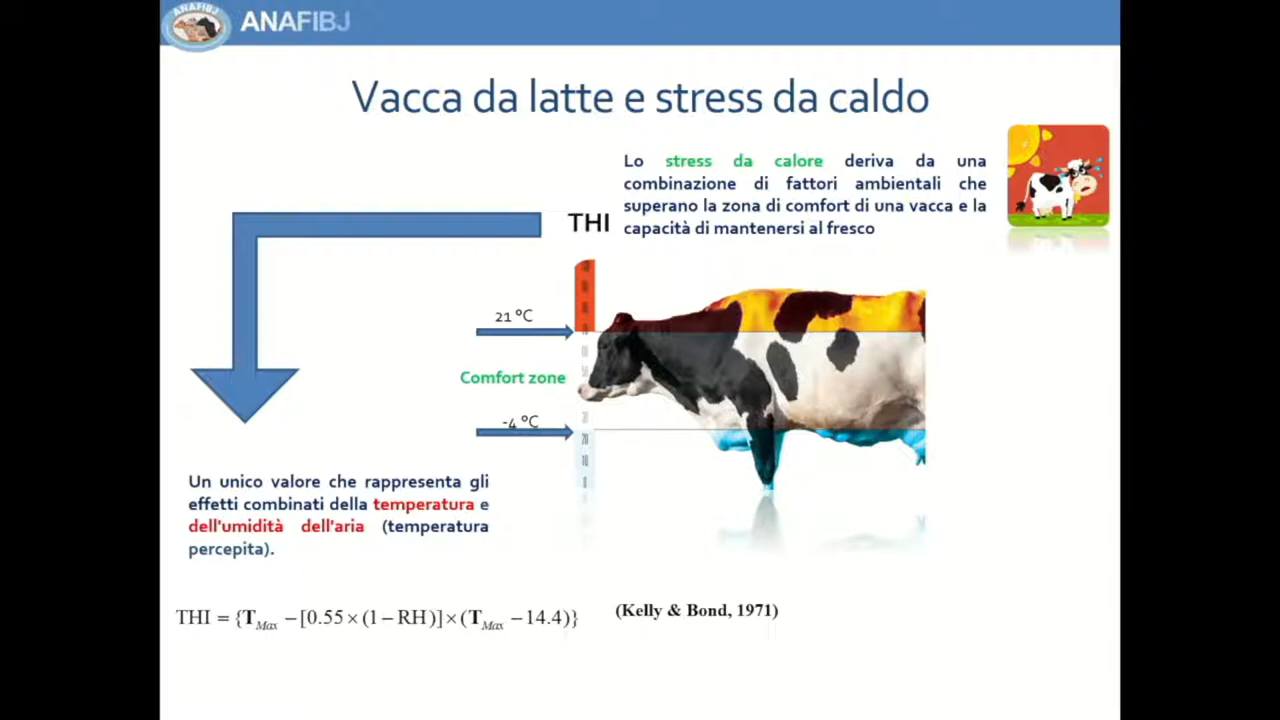 ANAFIBJ
ANAFIBJ
Vacca da latte e stress da caldo
Lo stress da calore deriva da una
combinazione di fattori ambientali che
superano la zona di comfort di una vacca e la
capacità di mantenersi al fresco
THI
21 °C
Comfort zone
-4 °C
Un unico valore che rappresenta gli
effetti combinati della temperatura e
dell'umidità dell'aria (temperatura
percepita).
THI = {T_Max − [0.55×(1−RH)]×(T_Max −14.4)}
(Kelly & Bond, 1971)